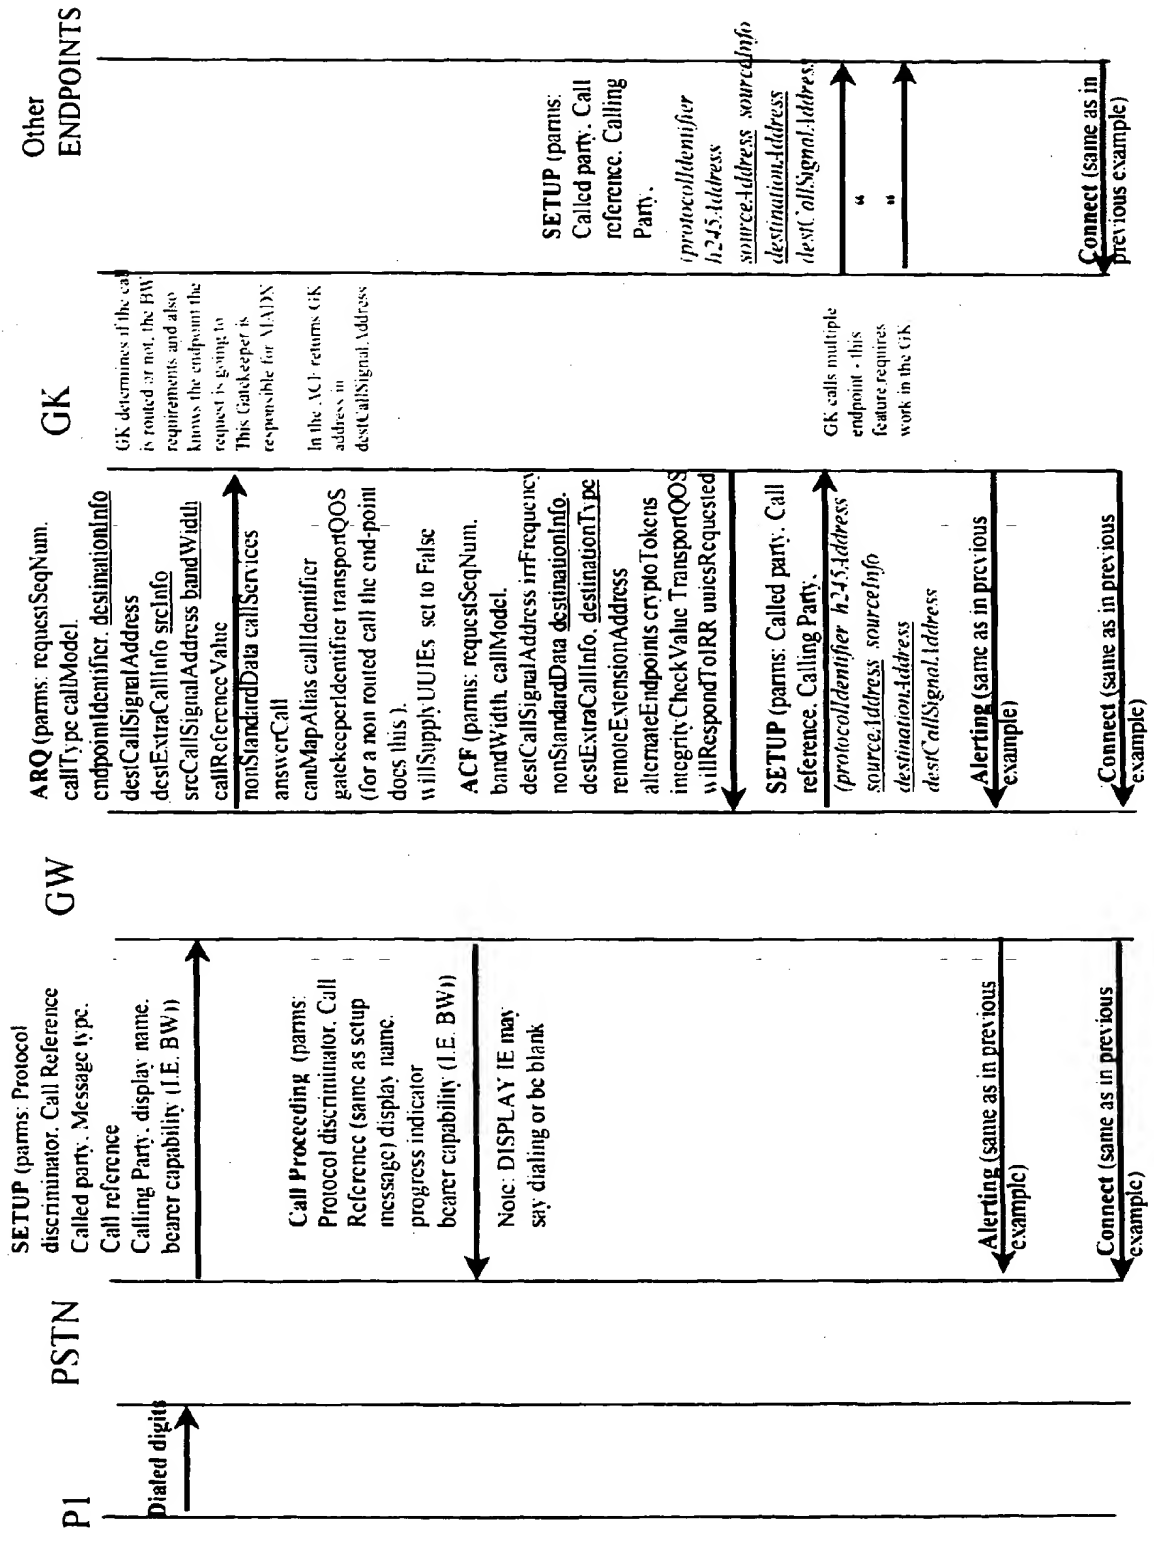 P1
PSTN
GW
GK
Other
ENDPOINTS
Dialed digits
SETUP (parms: Protocol
discriminator. Call Reference
Called party. Message type.
Call reference
Calling Party. display name.
bearer capability (I.E. BW))
Call Proceeding (parms:
Protocol discriminator. Call
Reference (same as setup
message) display name.
progress indicator
bearer capability (I.E. BW))
Note: DISPLAY IE may
say dialing or be blank
Alerting (same as in previous
example)
Connect (same as in previous
example)
ARQ (parms: requestSeqNum.
callType callModel.
endpointIdentifier. destinationInfo
destCallSignalAddress
destExtraCallInfo srcInfo
srcCallSignalAddress bandWidth
callReferenceValue
nonStandardData callServices
answerCall
canMapAlias callIdentifier
gatekeeperIdentifier transportQOS
(for a non routed call the end-point
does this ).
willSupplyUUIEs set to False
ACF (parms: requestSeqNum.
bandWidth. callModel.
destCallSignalAddress irrFrequency
nonStandardData destinationInfo.
destExtraCallInfo. destinationType
remoteExtensionAddress
alternateEndpoints cryptoTokens
integrityCheckValue TransportQOS
willRespondToIRR uuiesRequested
SETUP (parms: Called party. Call
reference. Calling Party.
(protocolIdentifier h245Address
sourceAddress sourceInfo
destinationAddress
destCallSignalAddress
Alerting (same as in previous
example)
Connect (same as in previous
example)
GK determines if the call
is routed or not, the BW
requirements and also
knows the endpoint the
request is going to
This Gatekeeper is
responsible for MADN
In the ACF returns GK
address in
destCallSignalAddress
GK calls multiple
endpoint - this
feature requires
work in the GK
SETUP (parms:
Called party. Call
reference. Calling
Party.
(protocolIdentifier
h245Address
sourceAddress sourceInfo
destinationAddress
destCallSignalAddress
“ “
Connect (same as in
previous example)